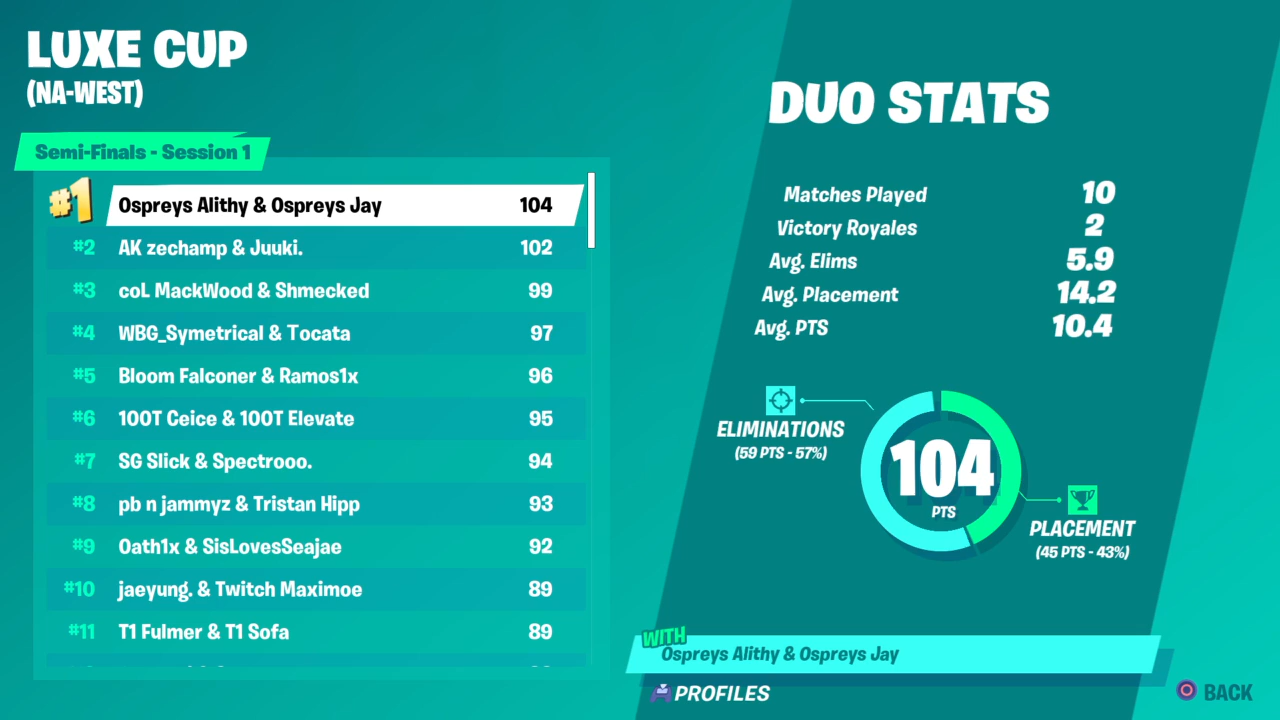 LUXE CUP
(NA-WEST)
Semi-Finals - Session 1
#1 Ospreys Alithy & Ospreys Jay 104
#2 AK zechamp & Juuki. 102
#3 coL MackWood & Shmecked 99
#4 WBG_Symetrical & Tocata 97
#5 Bloom Falconer & Ramos1x 96
#6 100T Ceice & 100T Elevate 95
#7 SG Slick & Spectrooo. 94
#8 pb n jammyz & Tristan Hipp 93
#9 Oath1x & SisLovesSeajae 92
#10 jaeyung. & Twitch Maximoe 89
#11 T1 Fulmer & T1 Sofa 89
DUO STATS
Matches Played 10
Victory Royales 2
Avg. Elims 5.9
Avg. Placement 14.2
Avg. PTS 10.4
ELIMINATIONS
(59 PTS - 57%)
104
PTS
PLACEMENT
(45 PTS - 43%)
WITH
Ospreys Alithy & Ospreys Jay
PROFILES
BACK